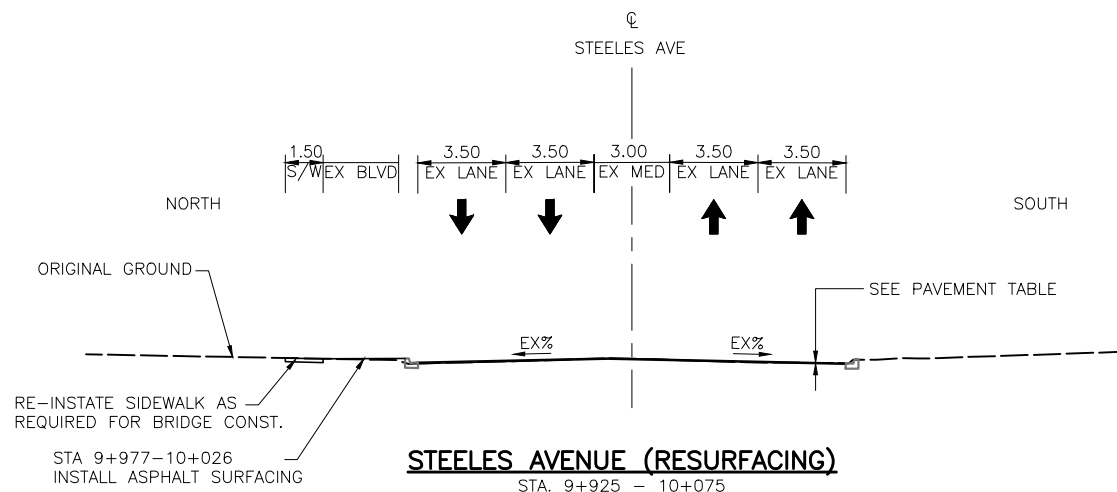 ℄
STEELES AVE
1.50 3.50 3.50 3.00 3.50 3.50
S/W EX BLVD EX LANE EX LANE EX MED EX LANE EX LANE
NORTH SOUTH
ORIGINAL GROUND
SEE PAVEMENT TABLE
EX% EX%
RE-INSTATE SIDEWALK AS
REQUIRED FOR BRIDGE CONST.
STA 9+977-10+026
INSTALL ASPHALT SURFACING
STEELES AVENUE (RESURFACING)
STA. 9+925 - 10+075